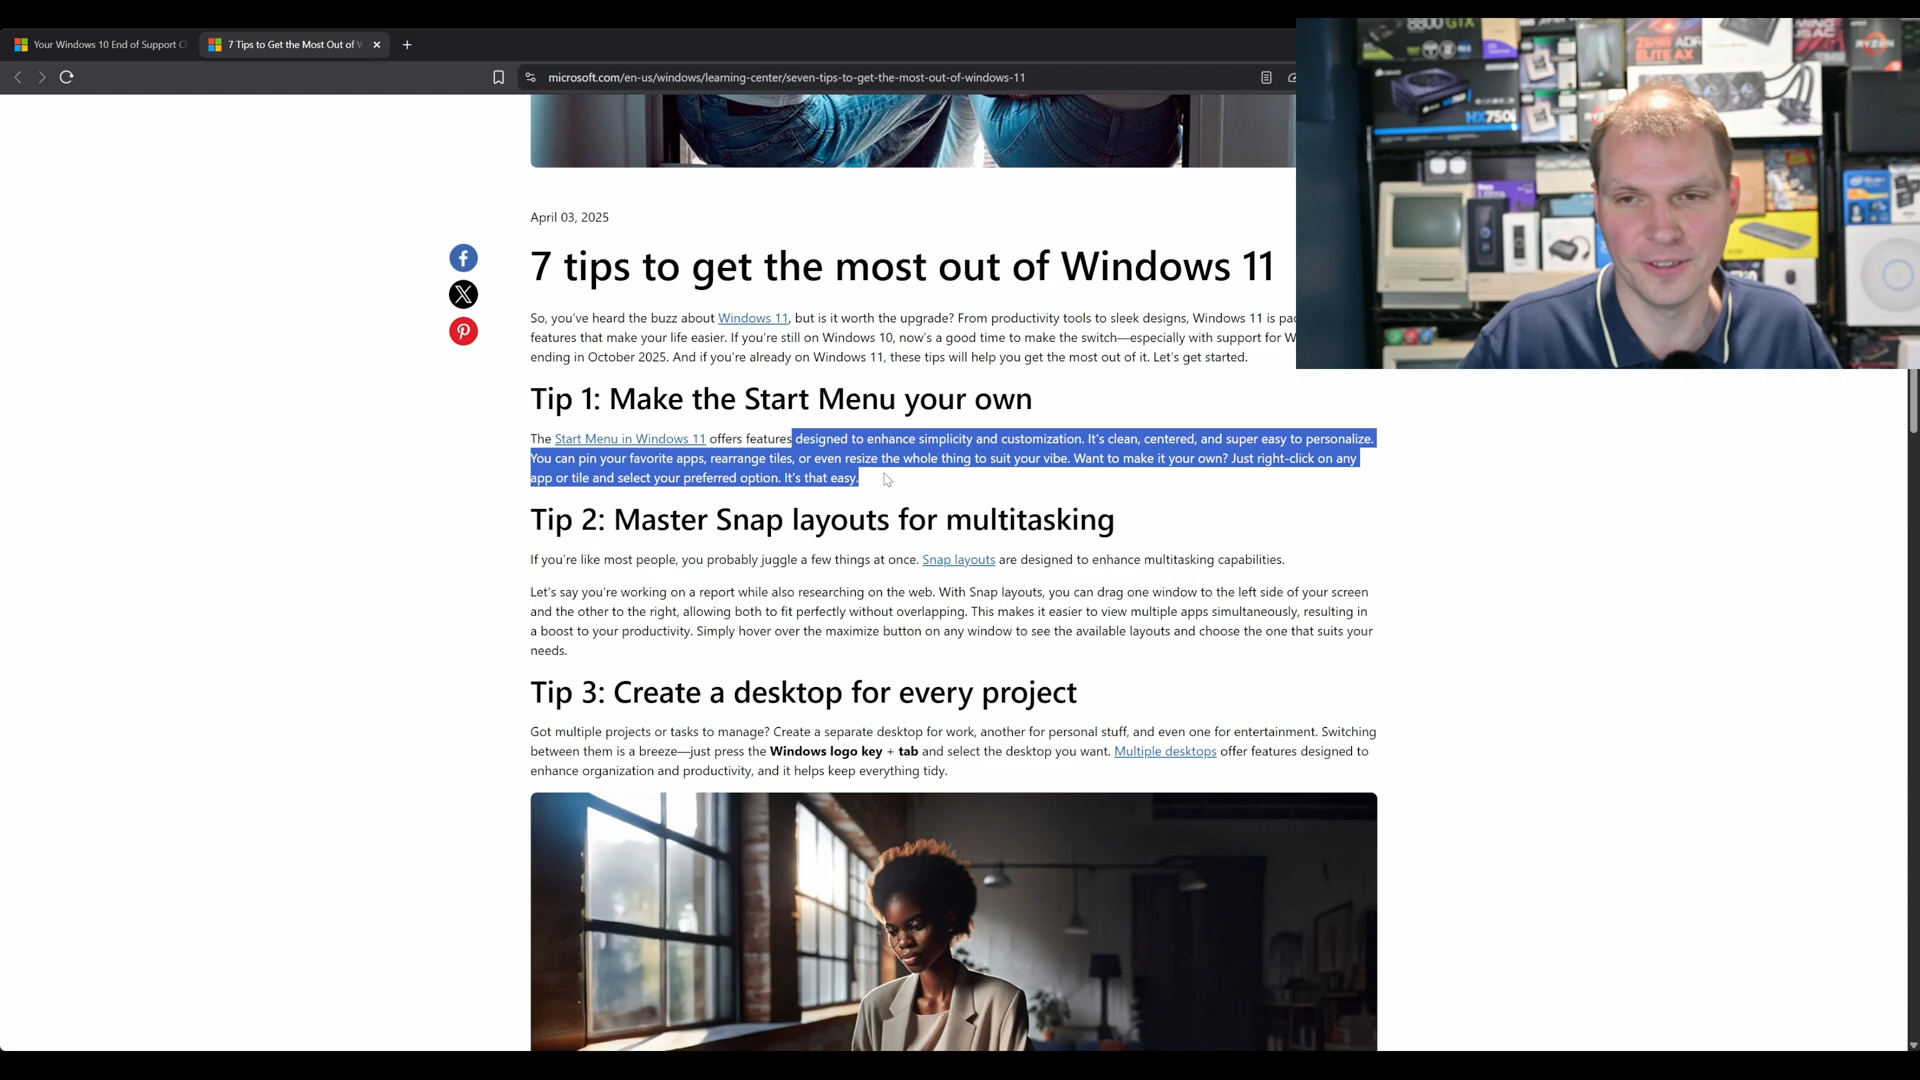 Your Windows 10 End of Support C
7 Tips to Get the Most Out of W
microsoft.com/en-us/windows/learning-center/seven-tips-to-get-the-most-out-of-windows-11
8800 GTX
HX750i
ELITE AX
RYZEN
April 03, 2025
7 tips to get the most out of Windows 11
So, you’ve heard the buzz about Windows 11, but is it worth the upgrade? From productivity tools to sleek designs, Windows 11 is pac
features that make your life easier. If you’re still on Windows 10, now’s a good time to make the switch—especially with support for W
ending in October 2025. And if you’re already on Windows 11, these tips will help you get the most out of it. Let’s get started.
Tip 1: Make the Start Menu your own
The Start Menu in Windows 11 offers features designed to enhance simplicity and customization. It’s clean, centered, and super easy to personalize.
You can pin your favorite apps, rearrange tiles, or even resize the whole thing to suit your vibe. Want to make it your own? Just right-click on any
app or tile and select your preferred option. It’s that easy.
Tip 2: Master Snap layouts for multitasking
If you’re like most people, you probably juggle a few things at once. Snap layouts are designed to enhance multitasking capabilities.
Let’s say you’re working on a report while also researching on the web. With Snap layouts, you can drag one window to the left side of your screen
and the other to the right, allowing both to fit perfectly without overlapping. This makes it easier to view multiple apps simultaneously, resulting in
a boost to your productivity. Simply hover over the maximize button on any window to see the available layouts and choose the one that suits your
needs.
Tip 3: Create a desktop for every project
Got multiple projects or tasks to manage? Create a separate desktop for work, another for personal stuff, and even one for entertainment. Switching
between them is a breeze—just press the Windows logo key + tab and select the desktop you want. Multiple desktops offer features designed to
enhance organization and productivity, and it helps keep everything tidy.